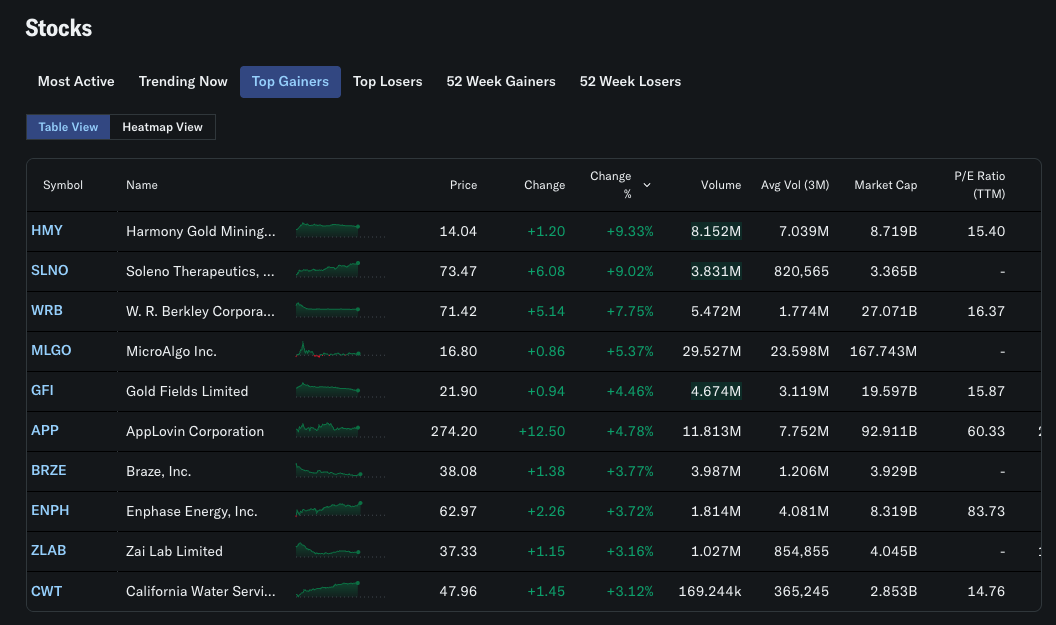 Stocks
Most Active Trending Now Top Gainers Top Losers 52 Week Gainers 52 Week Losers
Table View Heatmap View
Symbol Name Price Change Change % Volume Avg Vol (3M) Market Cap P/E Ratio (TTM)
HMY Harmony Gold Mining... 14.04 +1.20 +9.33% 8.152M 7.039M 8.719B 15.40
SLNO Soleno Therapeutics, ... 73.47 +6.08 +9.02% 3.831M 820,565 3.365B -
WRB W. R. Berkley Corpora... 71.42 +5.14 +7.75% 5.472M 1.774M 27.071B 16.37
MLGO MicroAlgo Inc. 16.80 +0.86 +5.37% 29.527M 23.598M 167.743M -
GFI Gold Fields Limited 21.90 +0.94 +4.46% 4.674M 3.119M 19.597B 15.87
APP AppLovin Corporation 274.20 +12.50 +4.78% 11.813M 7.752M 92.911B 60.33
BRZE Braze, Inc. 38.08 +1.38 +3.77% 3.987M 1.206M 3.929B -
ENPH Enphase Energy, Inc. 62.97 +2.26 +3.72% 1.814M 4.081M 8.319B 83.73
ZLAB Zai Lab Limited 37.33 +1.15 +3.16% 1.027M 854,855 4.045B -
CWT California Water Servi... 47.96 +1.45 +3.12% 169.244k 365,245 2.853B 14.76